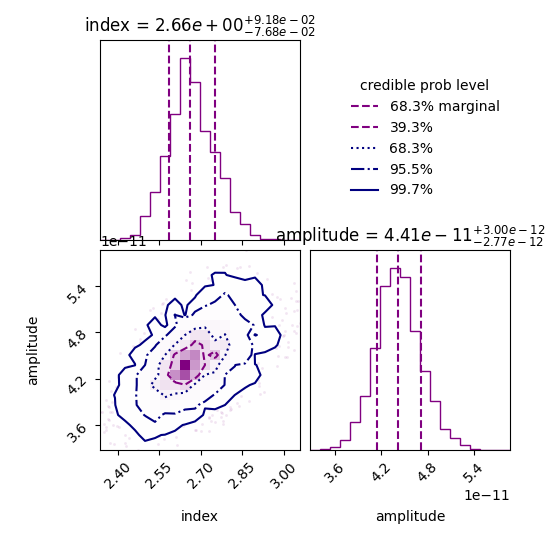 index = 2.66e+00 +9.18e−02 −7.68e−02
credible prob level
68.3% marginal
39.3%
68.3%
95.5%
99.7%
1e−11
amplitude = 4.41e−11 +3.00e−12 −2.77e−12
5.4
4.8
4.2
3.6
amplitude
2.40 2.55 2.70 2.85 3.00
3.6 4.2 4.8 5.4
1e−11
index
amplitude